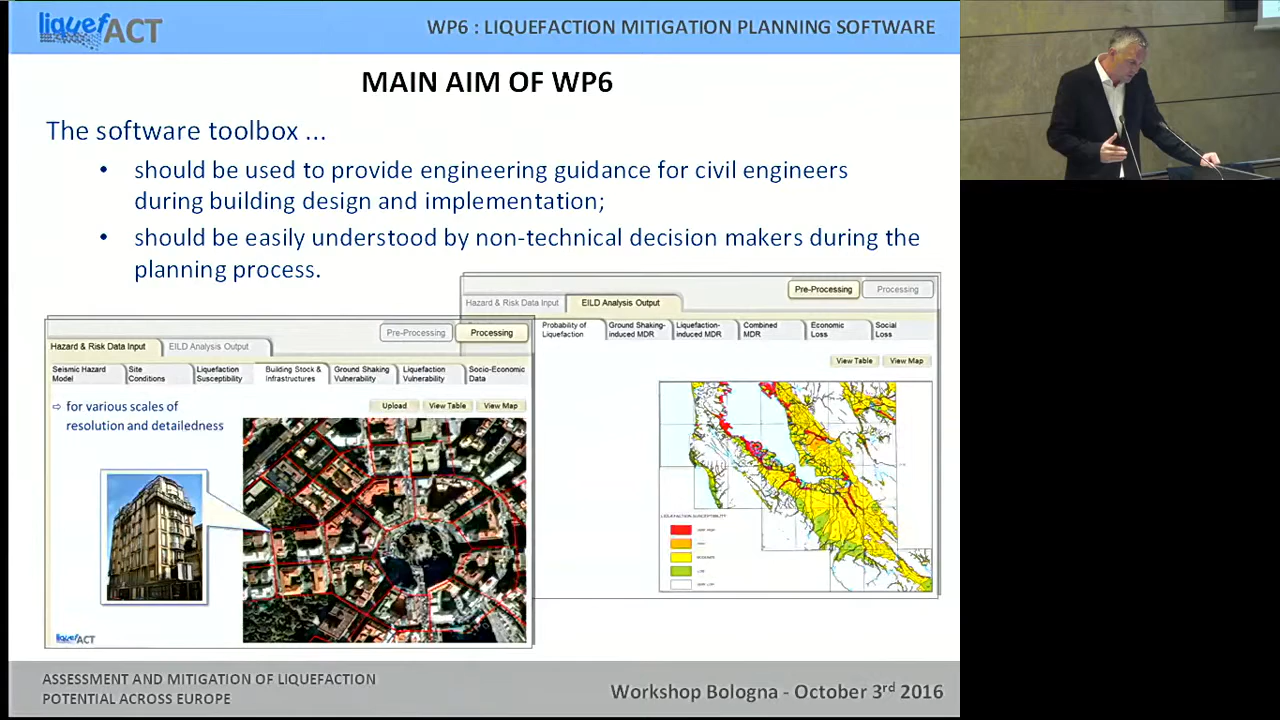 liquefACT
WP6 : LIQUEFACTION MITIGATION PLANNING SOFTWARE
MAIN AIM OF WP6
The software toolbox ...
• should be used to provide engineering guidance for civil engineers
during building design and implementation;
• should be easily understood by non-technical decision makers during the
planning process.
Pre-Processing
Processing
Hazard & Risk Data Input
EILD Analysis Output
Probability of
Liquefaction
Ground Shaking-
induced MDR
Liquefaction-
induced MDR
Combined
MDR
Economic
Loss
Social
Loss
View Table
View Map
LIQUEFACTION SUSCEPTIBILITY
Pre-Processing
Processing
Hazard & Risk Data Input
EILD Analysis Output
Seismic Hazard
Model
Site
Conditions
Liquefaction
Susceptibility
Building Stock &
Infrastructures
Ground Shaking
Vulnerability
Liquefaction
Vulnerability
Socio-Economic
Data
⇨ for various scales of
resolution and detailedness
Upload
View Table
View Map
liquefACT
ASSESSMENT AND MITIGATION OF LIQUEFACTION
POTENTIAL ACROSS EUROPE
Workshop Bologna - October 3rd 2016